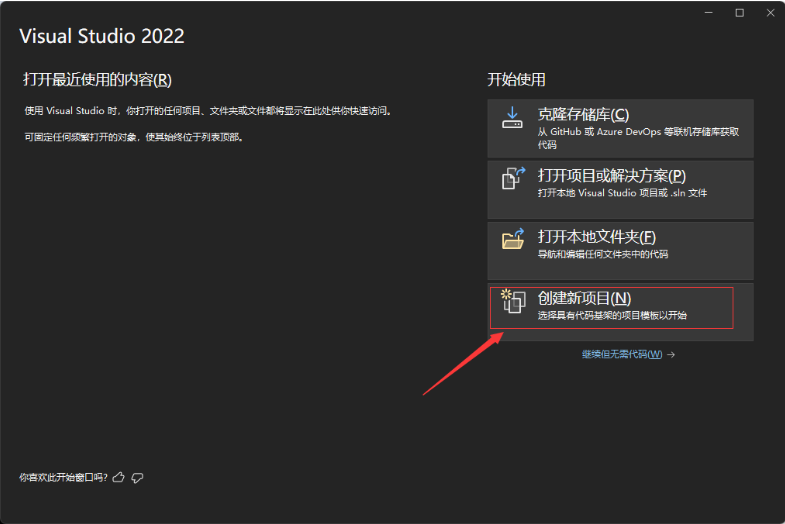 Visual Studio 2022
打开最近使用的内容(R)
使用 Visual Studio 时，你打开的任何项目、文件夹或文件都将显示在此处供你快速访问。
可固定任何频繁打开的对象，使其始终位于列表顶部。
开始使用
克隆存储库(C)
从 GitHub 或 Azure DevOps 等联机存储库获取
代码
打开项目或解决方案(P)
打开本地 Visual Studio 项目或 .sln 文件
打开本地文件夹(F)
导航和编辑任何文件夹中的代码
创建新项目(N)
选择具有代码基架的项目模板以开始
继续但无需代码(W) →
你喜欢此开始窗口吗?